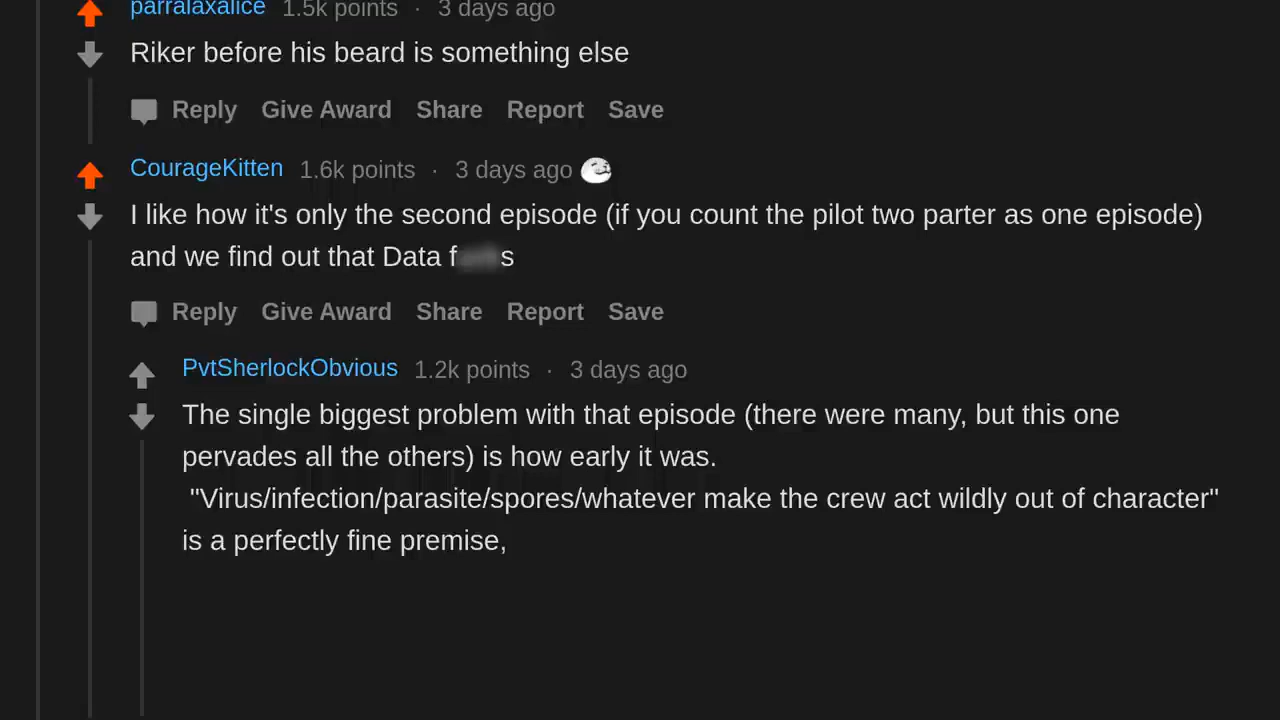 parralaxalice 1.5k points · 3 days ago
Riker before his beard is something else
Reply Give Award Share Report Save
CourageKitten 1.6k points · 3 days ago
I like how it's only the second episode (if you count the pilot two parter as one episode)
and we find out that Data
Reply Give Award Share Report Save
PvtSherlockObvious 1.2k points · 3 days ago
The single biggest problem with that episode (there were many, but this one
pervades all the others) is how early it was.
"Virus/infection/parasite/spores/whatever make the crew act wildly out of character"
is a perfectly fine premise,